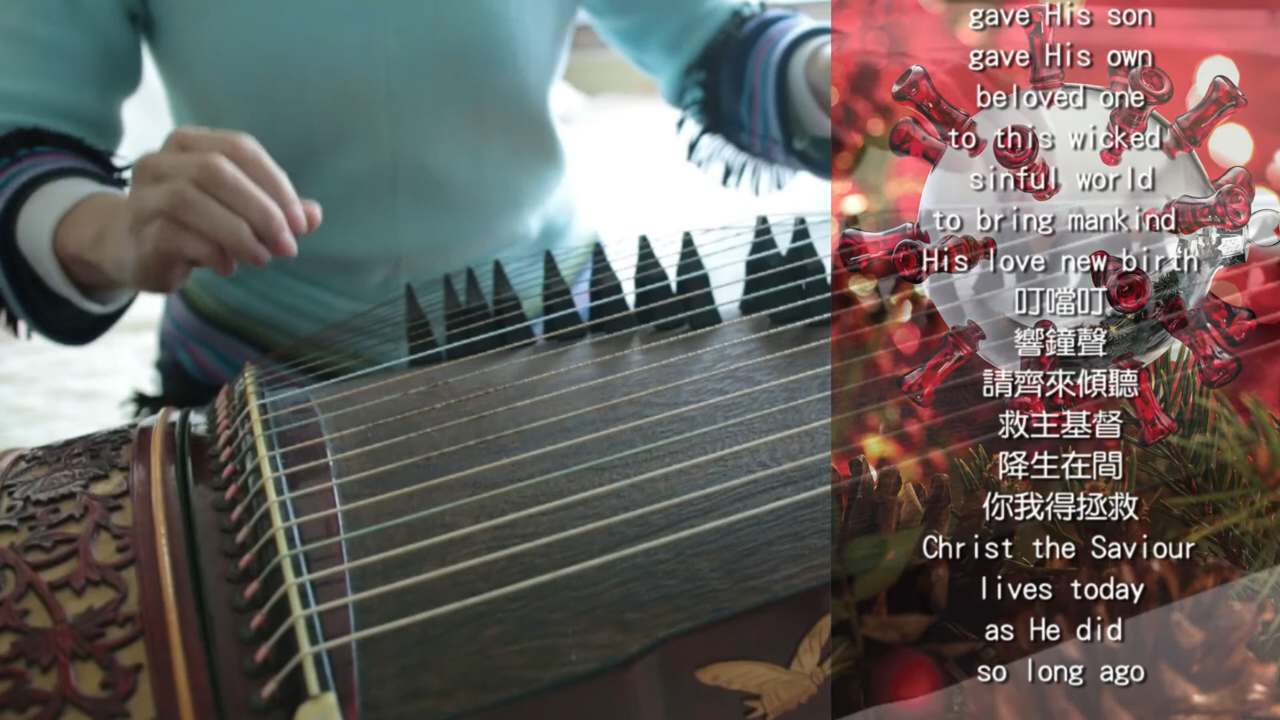 gave His son
gave His own
beloved one
to this wicked
sinful world
to bring mankind
His love new birth
叮噹叮
響鐘聲
請齊來傾聽
救主基督
降生在間
你我得拯救
Christ the Saviour
lives today
as He did
so long ago